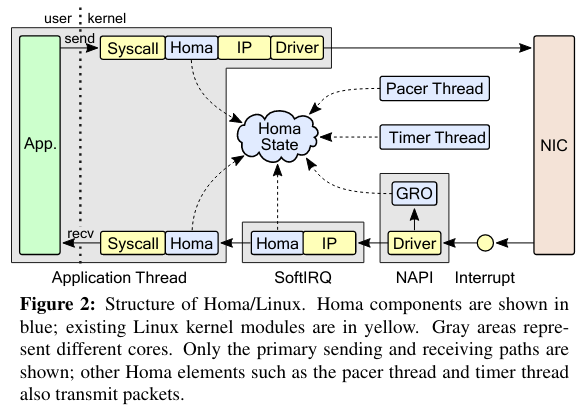 user kernel
send
Syscall Homa IP Driver
App.
Homa
State
Pacer Thread
Timer Thread
NIC
GRO
recv
Syscall Homa Homa IP Driver
Application Thread SoftIRQ NAPI Interrupt
Figure 2: Structure of Homa/Linux. Homa components are shown in
blue; existing Linux kernel modules are in yellow. Gray areas repre-
sent different cores. Only the primary sending and receiving paths are
shown; other Homa elements such as the pacer thread and timer thread
also transmit packets.